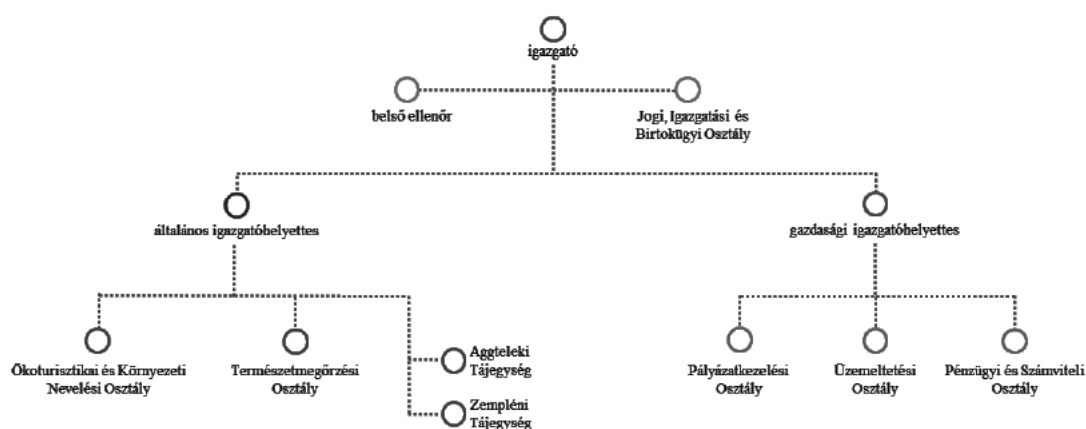 igazgató
belső ellenőr
Jogi, Igazgatási és
Birtokügyi Osztály
általános igazgatóhelyettes
gazdasági igazgatóhelyettes
Ökoturisztikai és Környezeti
Nevelési Osztály
Természetmegőrzési
Osztály
Aggteleki
Tájegység
Zempléni
Tájegység
Pályázatkezelési
Osztály
Üzemeltetési
Osztály
Pénzügyi és Számviteli
Osztály